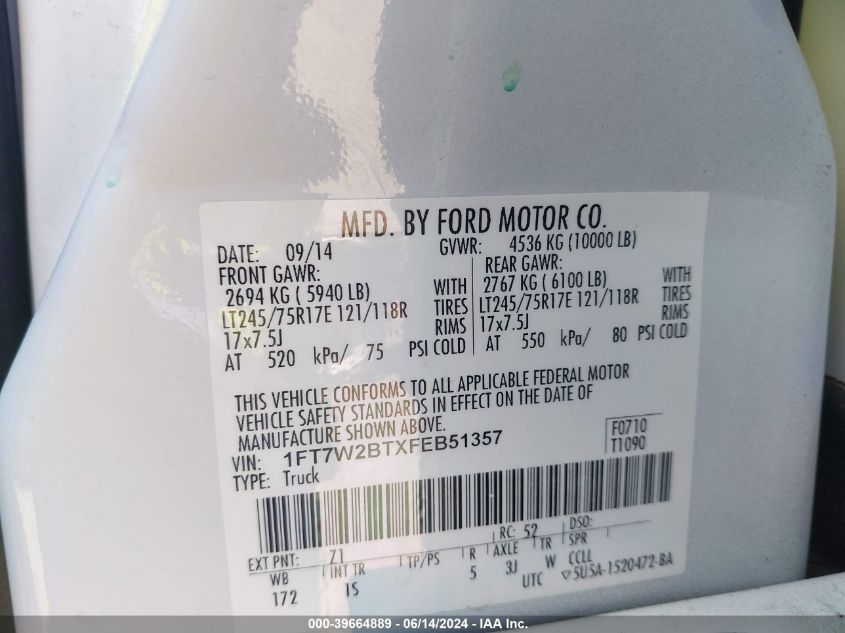 MFD. BY FORD MOTOR CO.
DATE: 09/14 GVWR: 4536 KG (10000 LB)
FRONT GAWR: REAR GAWR:
2694 KG ( 5940 LB) WITH 2767 KG ( 6100 LB) WITH
LT245/75R17E 121/118R TIRES LT245/75R17E 121/118R TIRES
17x7.5J RIMS 17x7.5J RIMS
AT 520 kPa/ 75 PSI COLD AT 550 kPa/ 80 PSI COLD
THIS VEHICLE CONFORMS TO ALL APPLICABLE FEDERAL MOTOR
VEHICLE SAFETY STANDARDS IN EFFECT ON THE DATE OF
MANUFACTURE SHOWN ABOVE.
VIN: 1FT7W2BTXFEB51357 F0710
TYPE: Truck T1090
EXT PNT: Z1 RC: 52 DSO:
WB INT TR TP/PS R AXLE TR SPR
172 IS 5 3J W CCLL
UTC ▽5U5A-1520472-BA
000-39664889 - 06/14/2024 - IAA Inc.